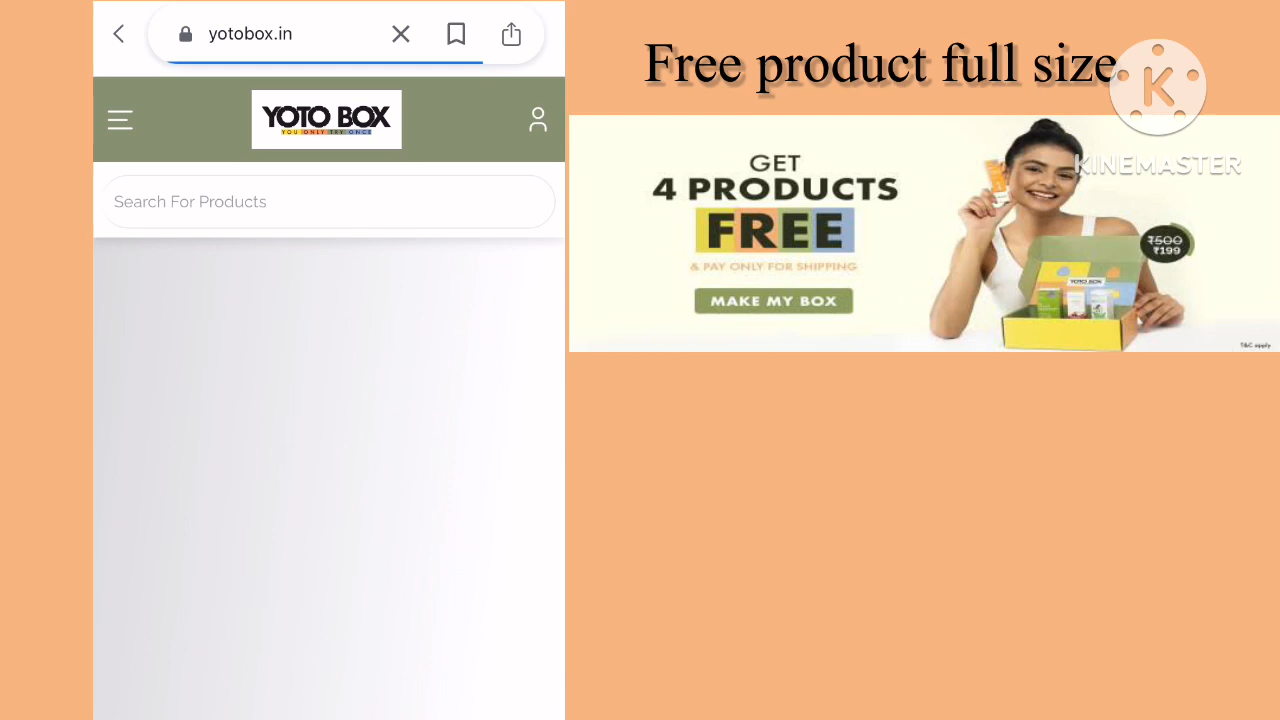 yotobox.in
YOTO BOX
YOU ONLY TRY ONCE
Search For Products
Free product full size
K
KINEMASTER
GET
4 PRODUCTS
FREE
& PAY ONLY FOR SHIPPING
MAKE MY BOX
₹500
₹199
YOTO BOX
T&C apply